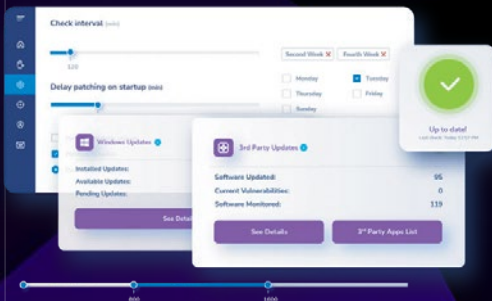 Check interval (min)
120
Second Week X Fourth Week X
Monday Tuesday
Delay patching on startup (min)
Thursday Friday
Sunday
Up to date!
Windows Updates
3rd Party Updates
Installed Updates:
Available Updates:
Pending Updates:
See Detai
Software Updated: 95
Current Vulnerabilities: 0
Software Monitored: 119
See Details 3rd Party Apps List
800 1600